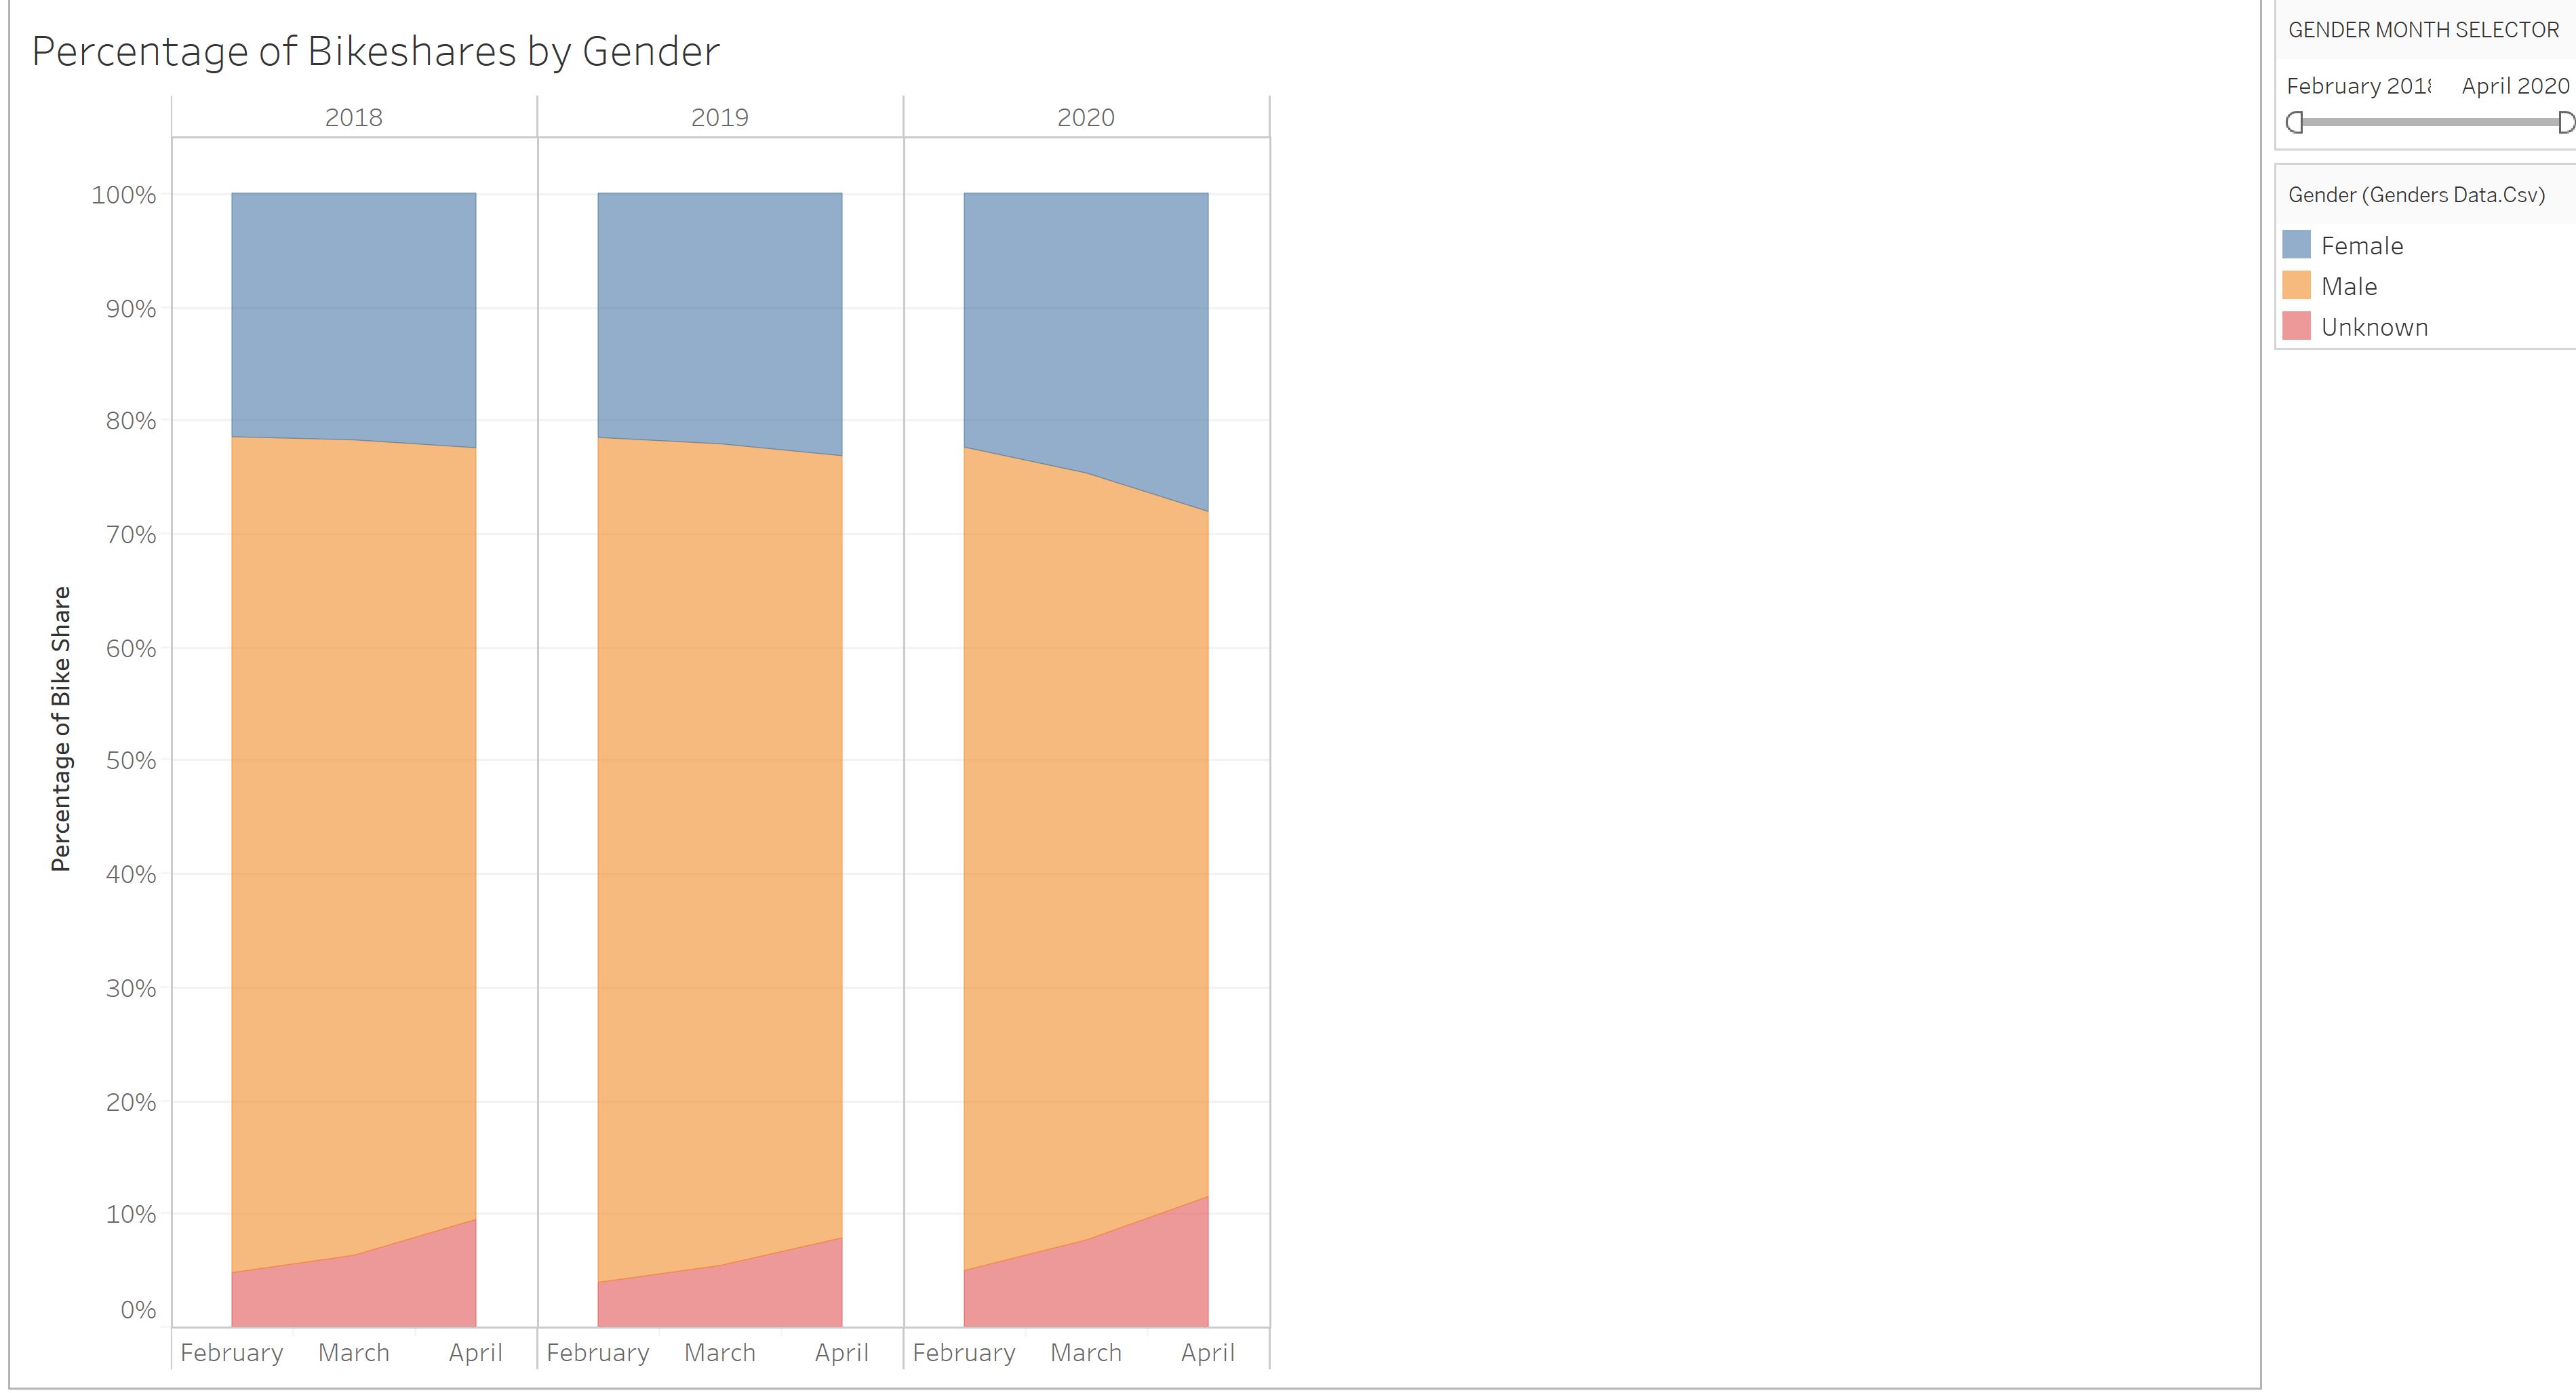 Percentage of Bikeshares by Gender
2018 2019 2020
100%
90%
80%
70%
60%
50%
40%
30%
20%
10%
0%
Percentage of Bike Share
February March April February March April February March April
GENDER MONTH SELECTOR
February 2018 April 2020
Gender (Genders Data.Csv)
Female
Male
Unknown